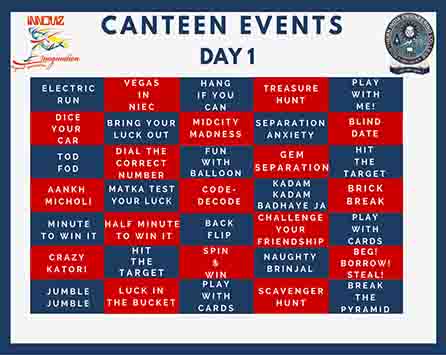 INNOVIZ
Imagination
CANTEEN EVENTS
DAY 1
ELECTRIC
RUN
VEGAS
IN
NIEC
HANG
IF YOU
CAN
TREASURE
HUNT
PLAY
WITH
ME!
DICE
YOUR
CAR
BRING YOUR
LUCK OUT
MIDCITY
MADNESS
SEPARATION
ANXIETY
BLIND
DATE
TOD
FOD
DIAL THE
CORRECT
NUMBER
FUN
WITH
BALLOON
GEM
SEPARATION
HIT
THE
TARGET
AANKH
MICHOLI
MATKA TEST
YOUR LUCK
CODE-
DECODE
KADAM
KADAM
BADHAYE JA
BRICK
BREAK
MINUTE
TO WIN IT
HALF MINUTE
TO WIN IT
BACK
FLIP
CHALLENGE
YOUR
FRIENDSHIP
PLAY
WITH
CARDS
CRAZY
KATORI
HIT
THE
TARGET
SPIN
&
WIN
NAUGHTY
BRINJAL
BEG!
BORROW!
STEAL!
JUMBLE
JUMBLE
LUCK IN
THE BUCKET
PLAY
WITH
CARDS
SCAVENGER
HUNT
BREAK
THE
PYRAMID